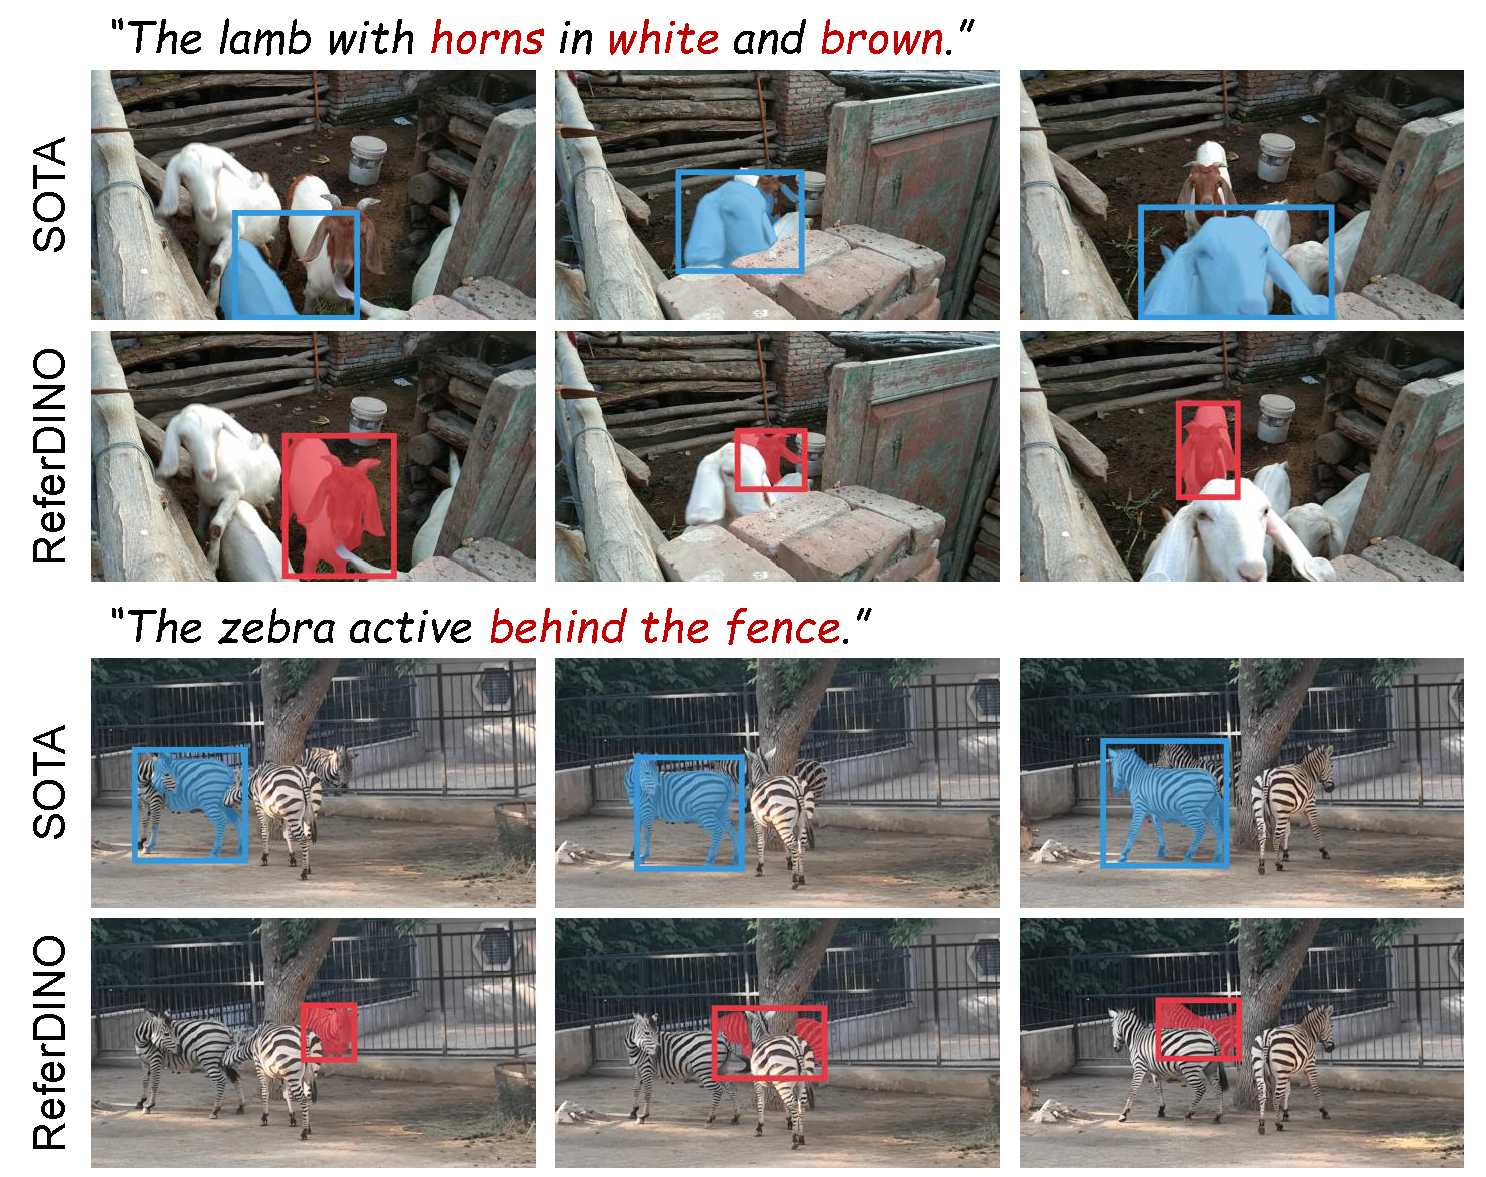 “The lamb with horns in white and brown.”
SOTA
ReferDINO
“The zebra active behind the fence.”
SOTA
ReferDINO